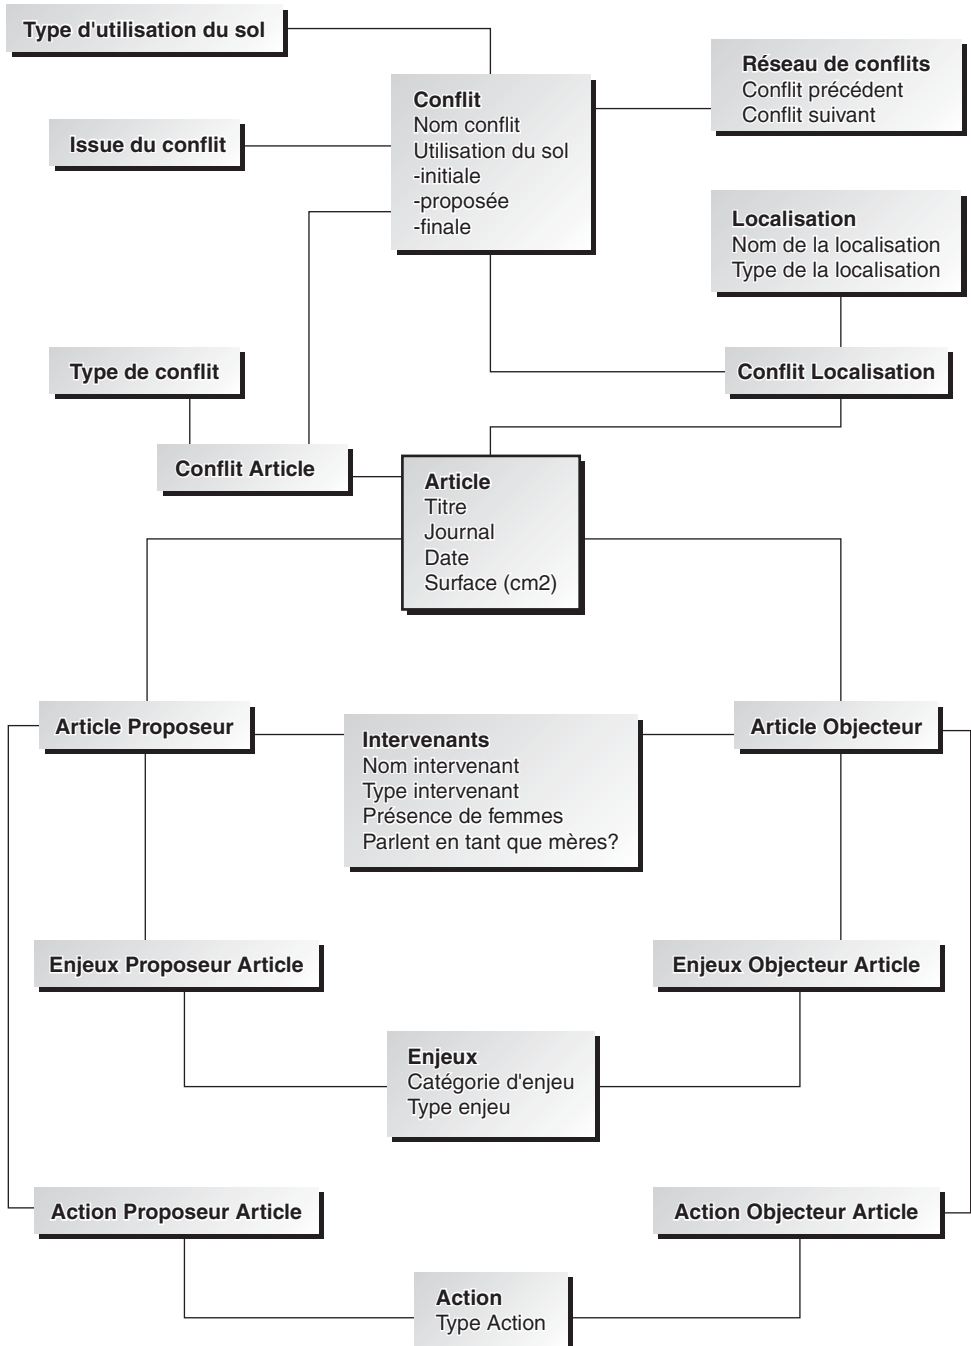 Type d'utilisation du sol
Réseau de conflits
Conflit précédent
Conflit suivant
Conflit
Nom conflit
Utilisation du sol
-initiale
-proposée
-finale
Issue du conflit
Localisation
Nom de la localisation
Type de la localisation
Type de conflit
Conflit Localisation
Conflit Article
Article
Titre
Journal
Date
Surface (cm2)
Article Proposeur
Intervenants
Nom intervenant
Type intervenant
Présence de femmes
Parlent en tant que mères?
Article Objecteur
Enjeux Proposeur Article
Enjeux Objecteur Article
Enjeux
Catégorie d'enjeu
Type enjeu
Action Proposeur Article
Action Objecteur Article
Action
Type Action